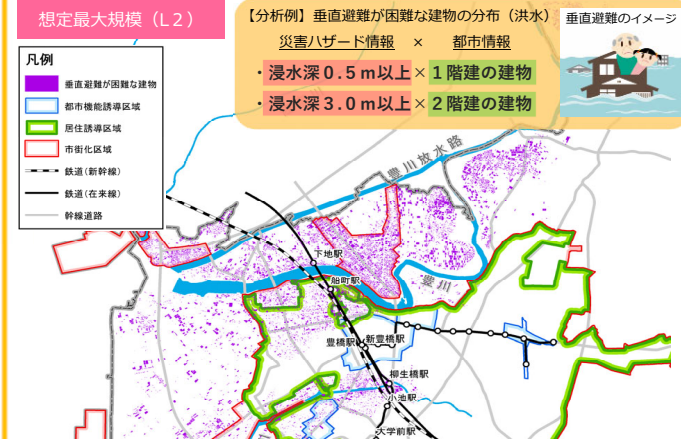 想定最大規模（L２）
【分析例】垂直避難が困難な建物の分布（洪水）
災害ハザード情報 × 都市情報
・浸水深０.５ｍ以上×１階建の建物
・浸水深３.０ｍ以上×２階建の建物
垂直避難のイメージ
凡例
垂直避難が困難な建物
都市機能誘導区域
居住誘導区域
市街化区域
鉄道(新幹線)
鉄道(在来線)
幹線道路
豊川放水路
下地駅
豊川
船町駅
豊橋駅
新豊橋駅
柳生橋駅
小池駅
大学前駅